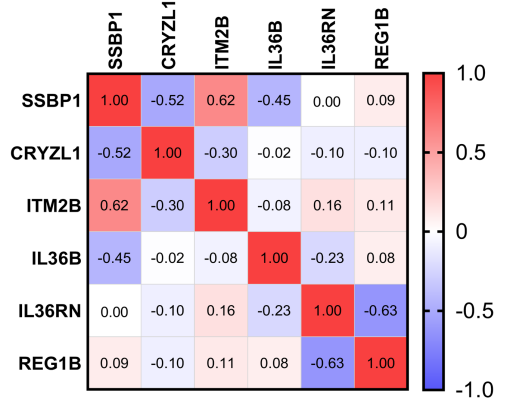 SSBP1 CRYZL1 ITM2B IL36B IL36RN REG1B
SSBP1 1.00 -0.52 0.62 -0.45 0.00 0.09
CRYZL1 -0.52 1.00 -0.30 -0.02 -0.10 -0.10
ITM2B 0.62 -0.30 1.00 -0.08 0.16 0.11
IL36B -0.45 -0.02 -0.08 1.00 -0.23 0.08
IL36RN 0.00 -0.10 0.16 -0.23 1.00 -0.63
REG1B 0.09 -0.10 0.11 0.08 -0.63 1.00
1.0
0.5
0
-0.5
-1.0